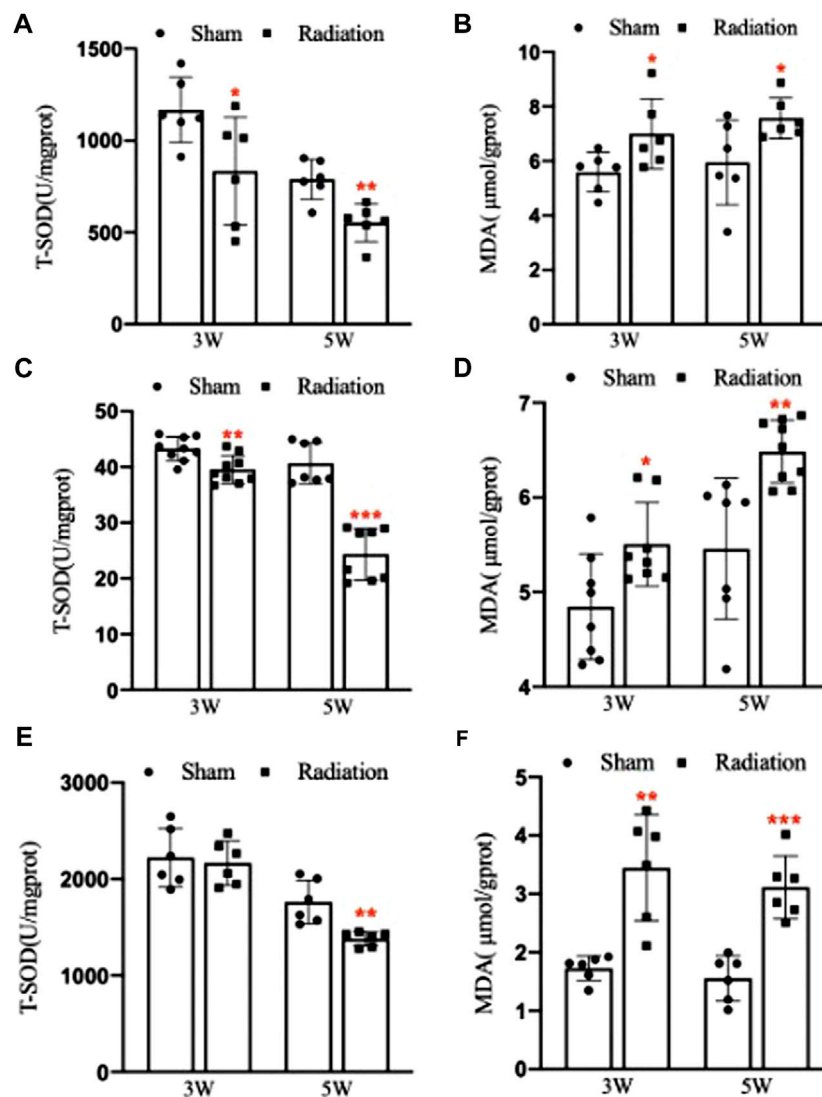 A
Sham Radiation
T-SOD(U/mgprot)
1500
1000
500
0
*
**
3W 5W
B
Sham Radiation
MDA( μmol/gprot)
10
8
6
4
2
0
*
*
3W 5W
C
Sham Radiation
T-SOD(U/mgprot)
50
40
30
20
10
0
**
***
3W 5W
D
Sham Radiation
MDA( μmol/gprot)
7
6
5
4
*
**
3W 5W
E
Sham Radiation
T-SOD(U/mgprot)
3000
2000
1000
0
**
3W 5W
F
Sham Radiation
MDA( μmol/gprot)
5
4
3
2
1
0
**
***
3W 5W